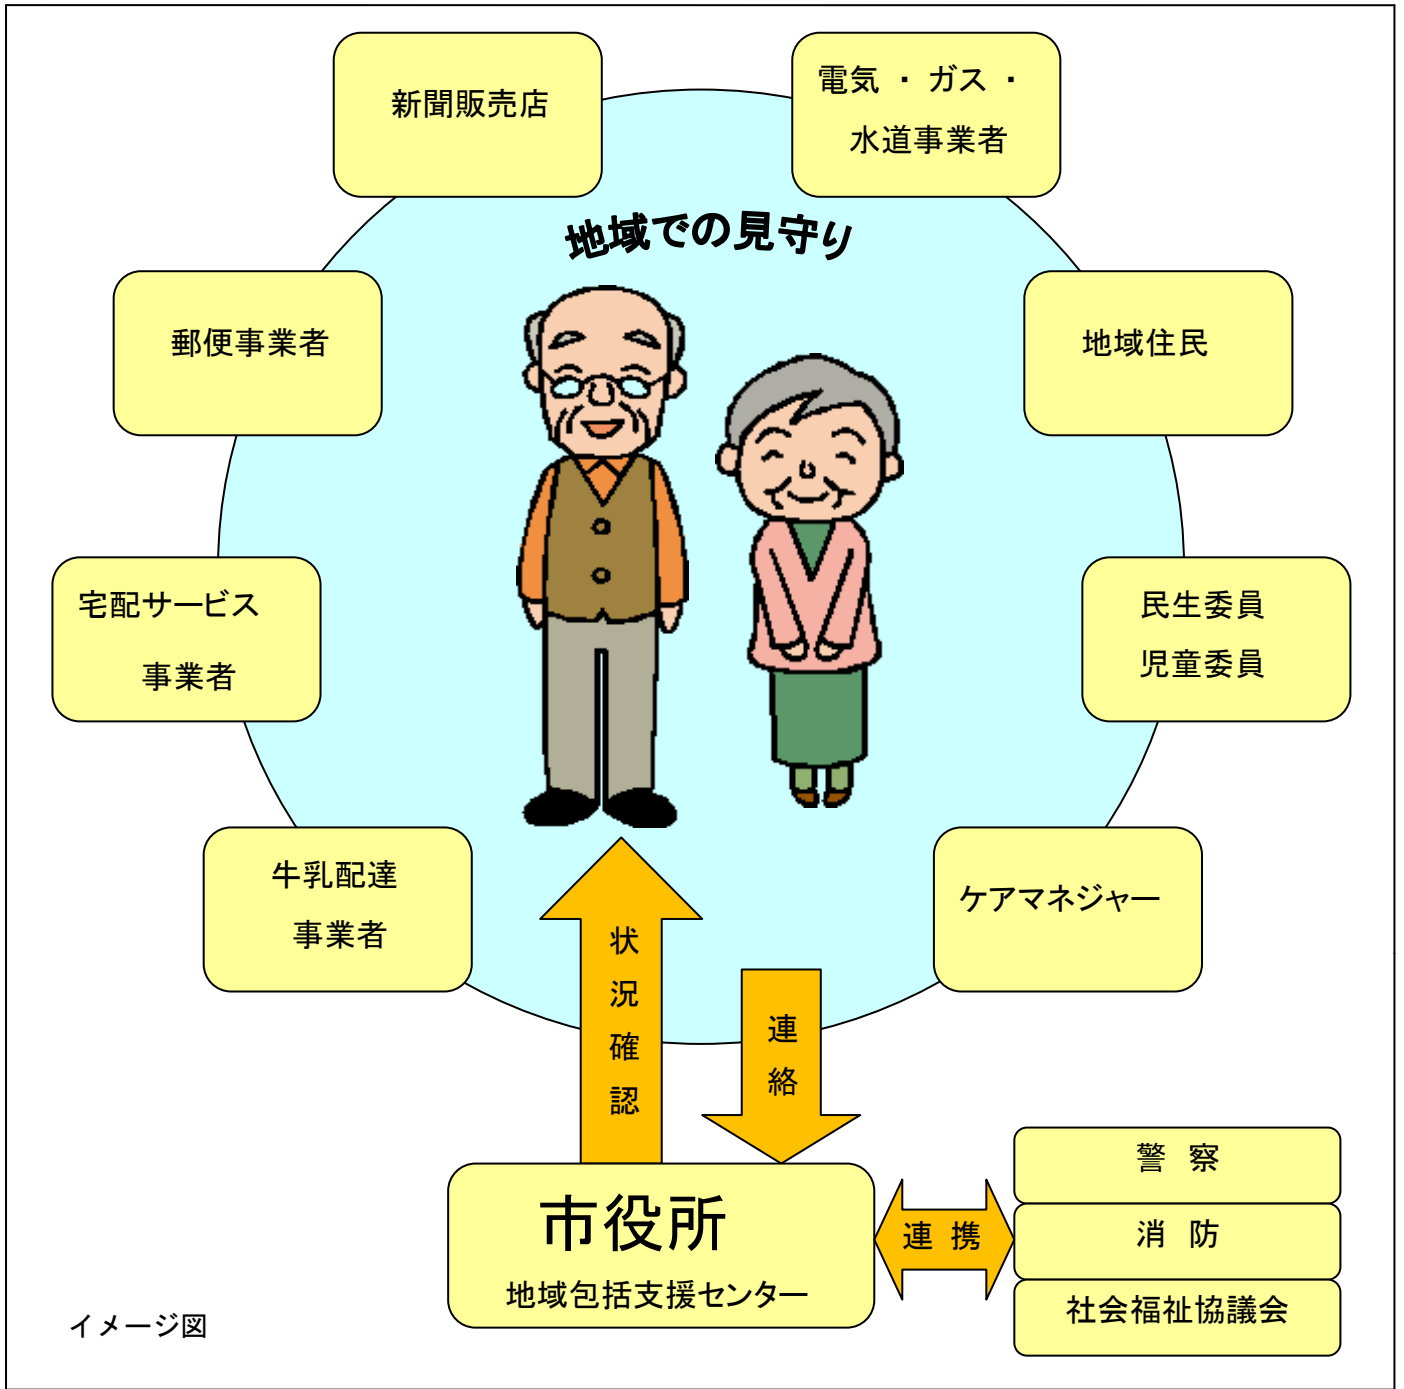 新聞販売店
電気 ・ ガス ・
水道事業者
地域での見守り
郵便事業者
地域住民
宅配サービス
事業者
民生委員
児童委員
牛乳配達
事業者
ケアマネジャー
状況確認
連絡
市役所
地域包括支援センター
連 携
警 察
消 防
社会福祉協議会
イメージ図